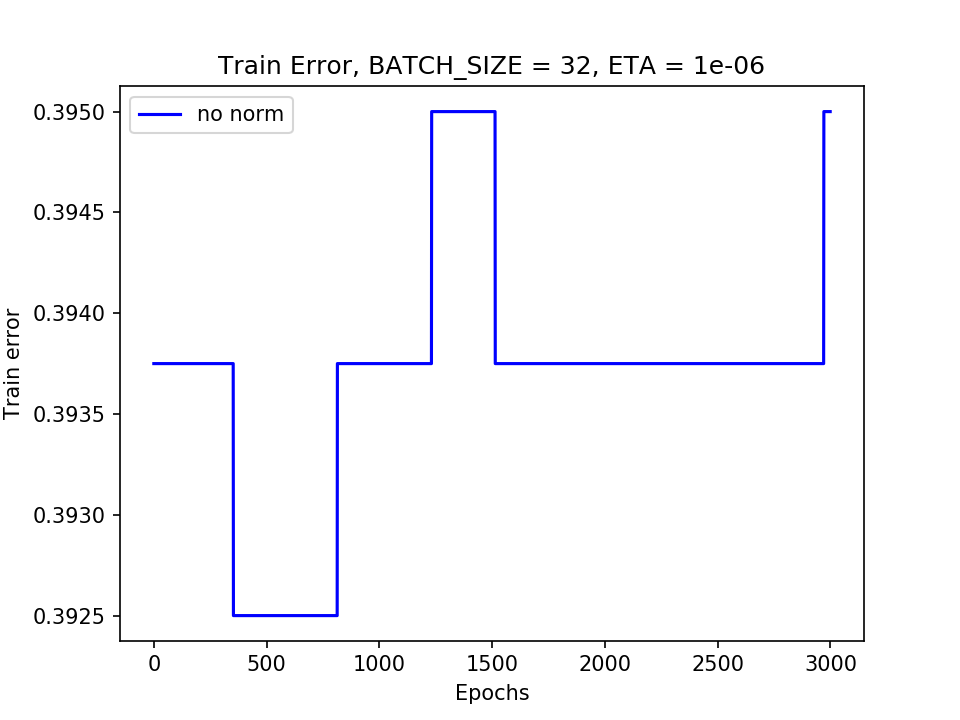 Train Error, BATCH_SIZE = 32, ETA = 1e-06
no norm
0.3950
0.3945
0.3940
0.3935
0.3930
0.3925
Train error
0 500 1000 1500 2000 2500 3000
Epochs